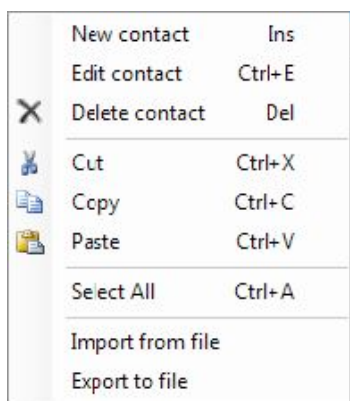 New contact Ins
Edit contact Ctrl+E
Delete contact Del
Cut Ctrl+X
Copy Ctrl+C
Paste Ctrl+V
Select All Ctrl+A
Import from file
Export to file